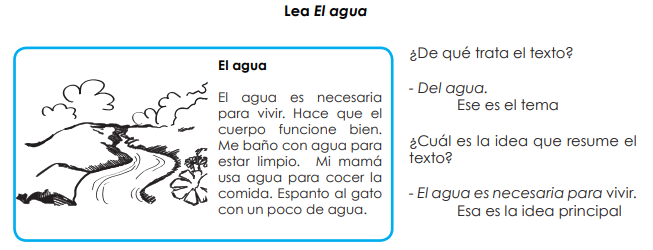 Lea El agua
El agua
El agua es necesaria
para vivir. Hace que el
cuerpo funcione bien.
Me baño con agua para
estar limpio. Mi mamá
usa agua para cocer la
comida. Espanto al gato
con un poco de agua.
¿De qué trata el texto?
- Del agua.
Ese es el tema
¿Cuál es la idea que resume el
texto?
- El agua es necesaria para vivir.
Esa es la idea principal